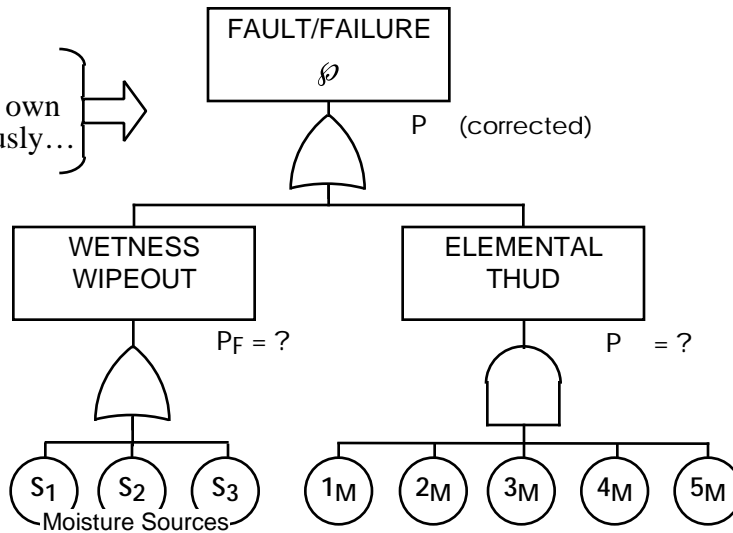 FAULT/FAILURE
℘
own
usly…
P (corrected)
WETNESS
WIPEOUT
ELEMENTAL
THUD
PF = ?
P = ?
S1 S2 S3
1M 2M 3M 4M 5M
Moisture Sources